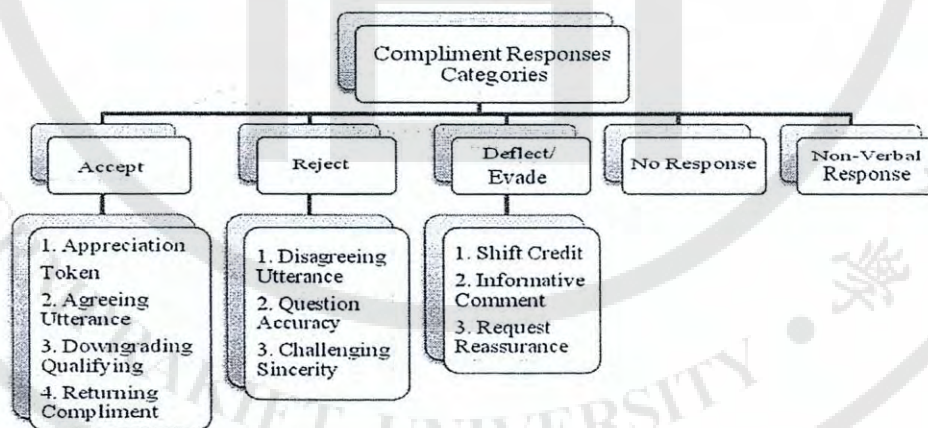 Compliment Responses
Categories
Accept
Reject
Deflect/
Evade
No Response
Non-Verbal
Response
1. Appreciation
Token
2. Agreeing
Utterance
3. Downgrading
Qualifying
4. Returning
Compliment
1. Disagreeing
Utterance
2. Question
Accuracy
3. Challenging
Sincerity
1. Shift Credit
2. Informative
Comment
3. Request
Reassurance
UNIVERSITY